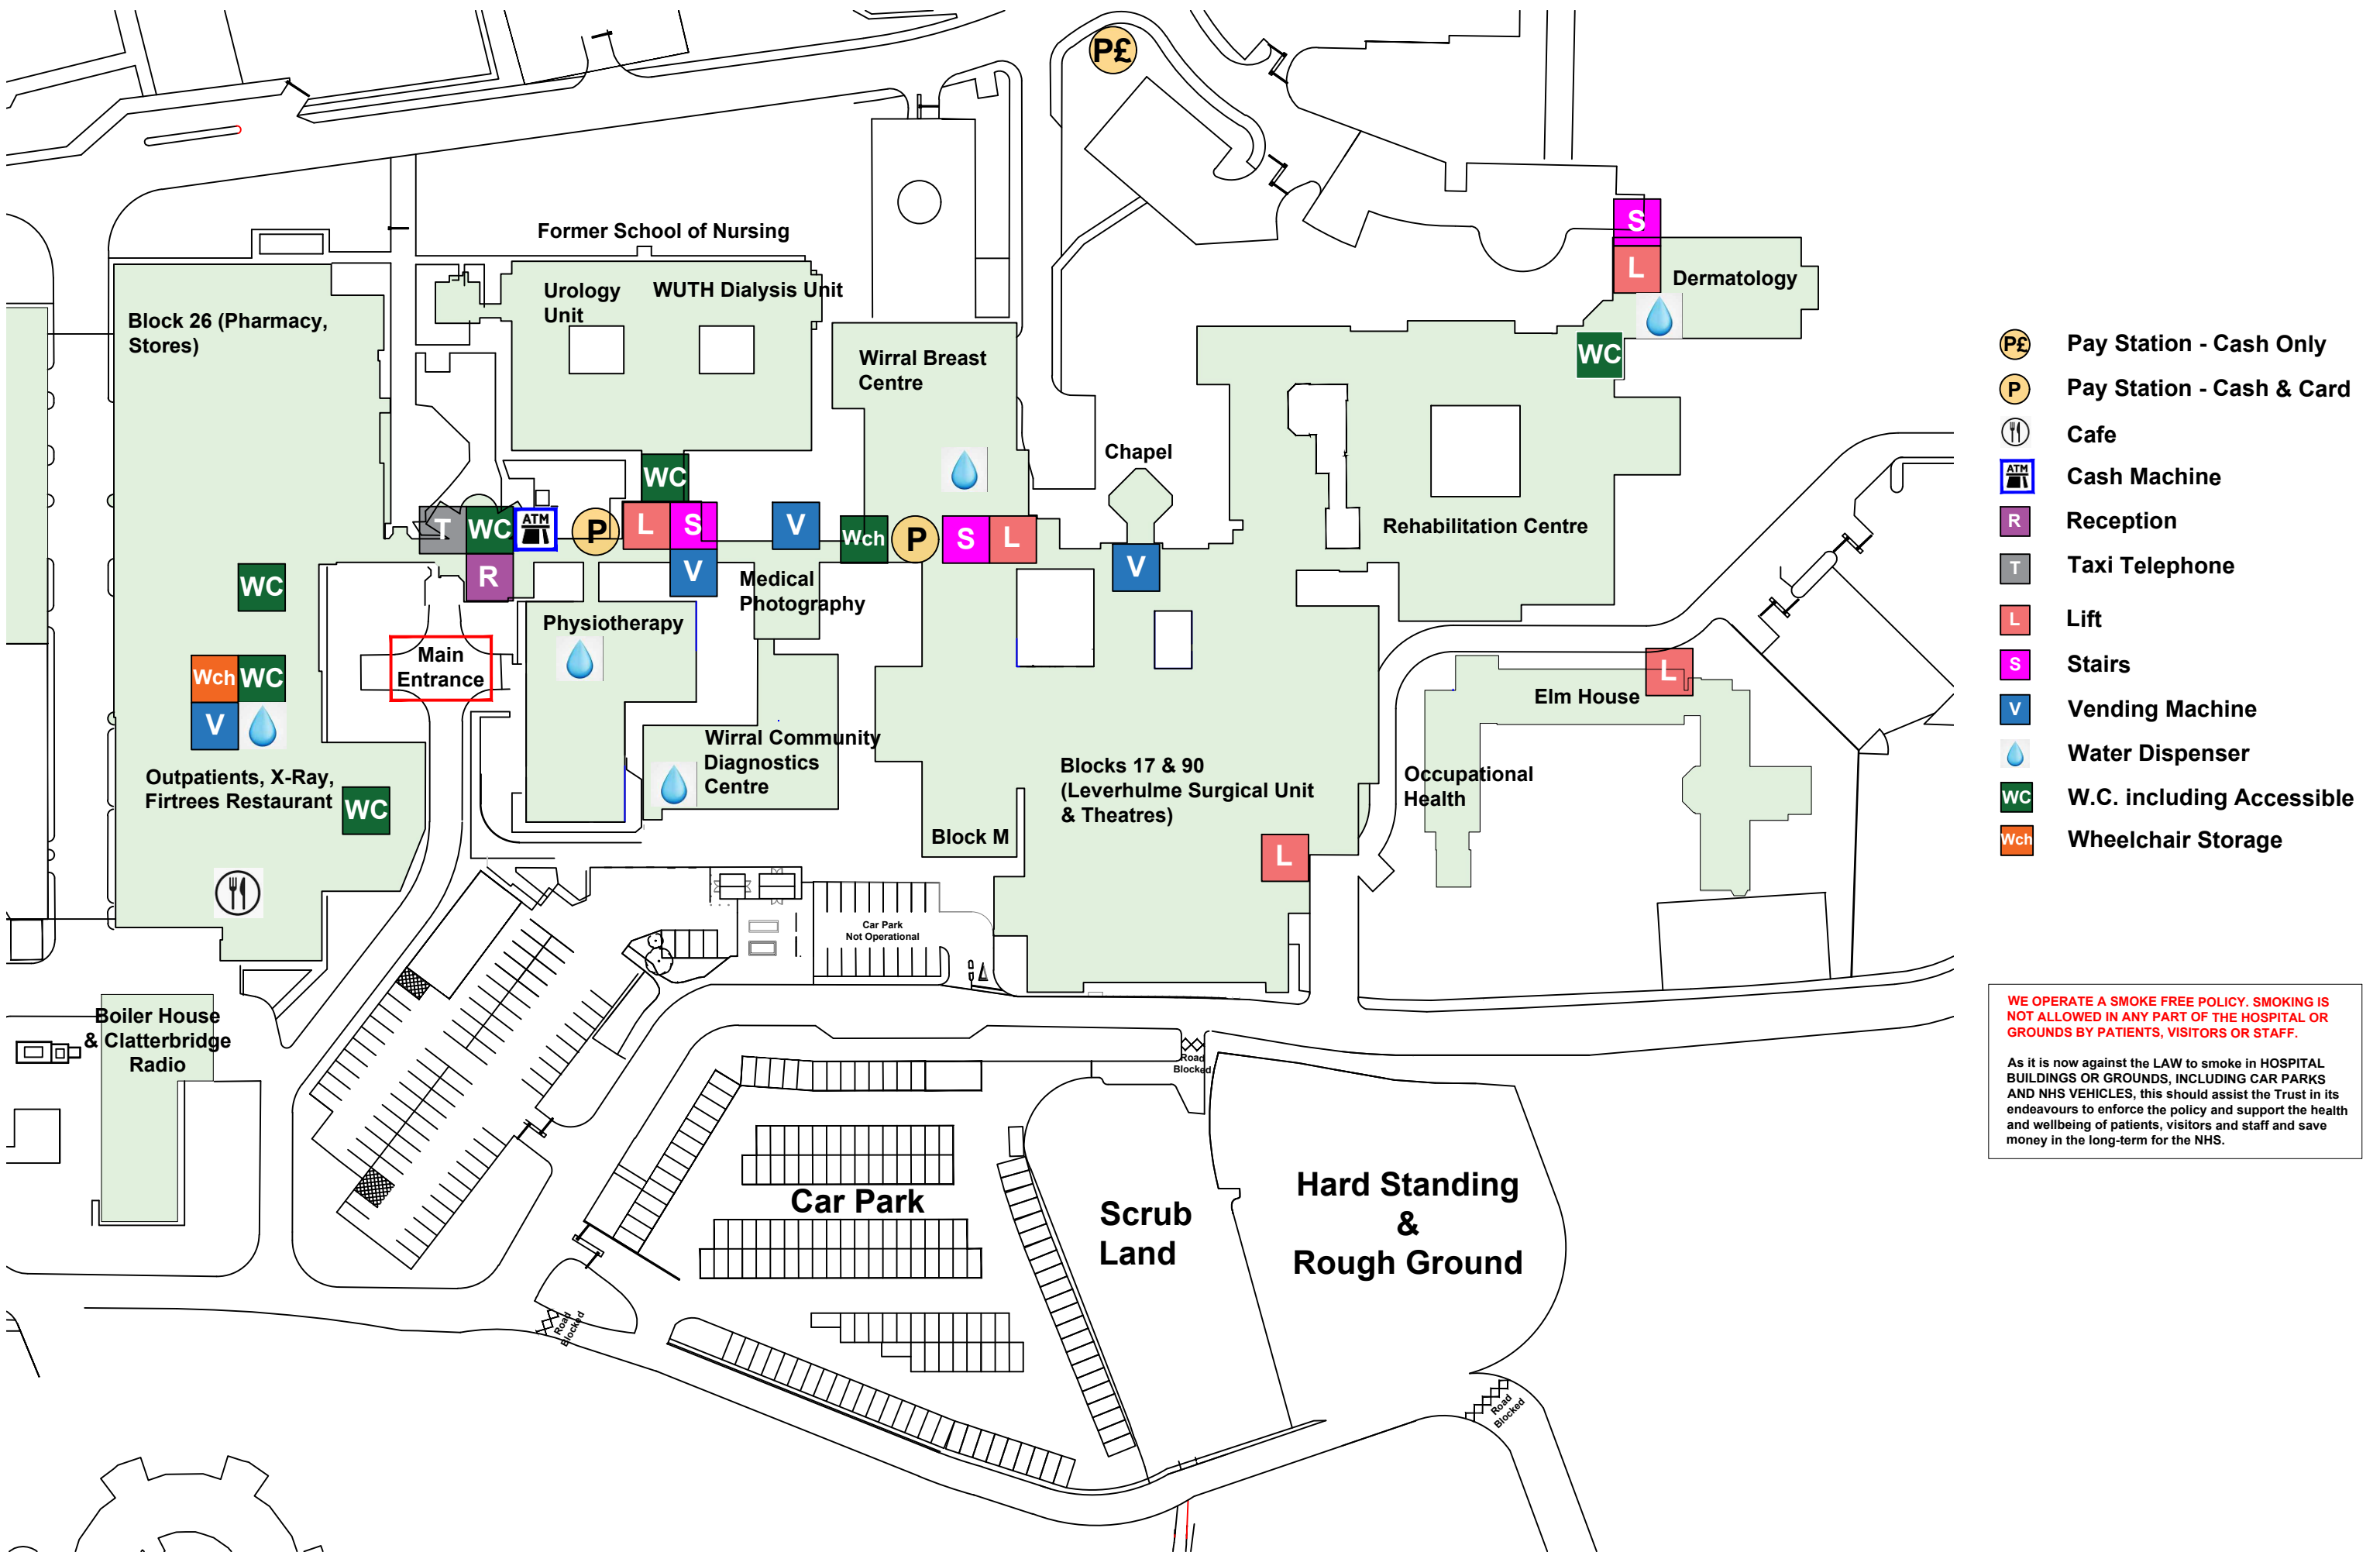 P£
Former School of Nursing
S
L
Dermatology
Urology
Unit
WUTH Dialysis Unit
Block 26 (Pharmacy,
Stores)
WC
Wirral Breast
Centre
Chapel
Rehabilitation Centre
WC
T
WC
ATM
P
L
S
V
Wch
P
S
L
R
V
V
Medical
Photography
WC
Physiotherapy
Main
Entrance
Wch
WC
V
Outpatients, X-Ray,
Firtrees Restaurant
WC
Wirral Community
Diagnostics
Centre
Blocks 17 & 90
(Leverhulme Surgical Unit
& Theatres)
Block M
L
Elm House
L
Occupational
Health
Car Park
Not Operational
Boiler House
& Clatterbridge
Radio
Road
Blocked
Car Park
Scrub
Land
Hard Standing
&
Rough Ground
Road
Blocked
Road
Blocked
P£ Pay Station - Cash Only
P Pay Station - Cash & Card
Cafe
ATM Cash Machine
R Reception
T Taxi Telephone
L Lift
S Stairs
V Vending Machine
Water Dispenser
WC W.C. including Accessible
Wch Wheelchair Storage
WE OPERATE A SMOKE FREE POLICY. SMOKING IS
NOT ALLOWED IN ANY PART OF THE HOSPITAL OR
GROUNDS BY PATIENTS, VISITORS OR STAFF.
As it is now against the LAW to smoke in HOSPITAL
BUILDINGS OR GROUNDS, INCLUDING CAR PARKS
AND NHS VEHICLES, this should assist the Trust in its
endeavours to enforce the policy and support the health
and wellbeing of patients, visitors and staff and save
money in the long-term for the NHS.